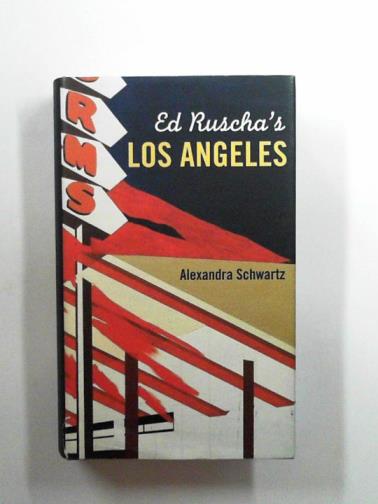 Ed Ruscha's
LOS ANGELES
Alexandra Schwartz
RMS